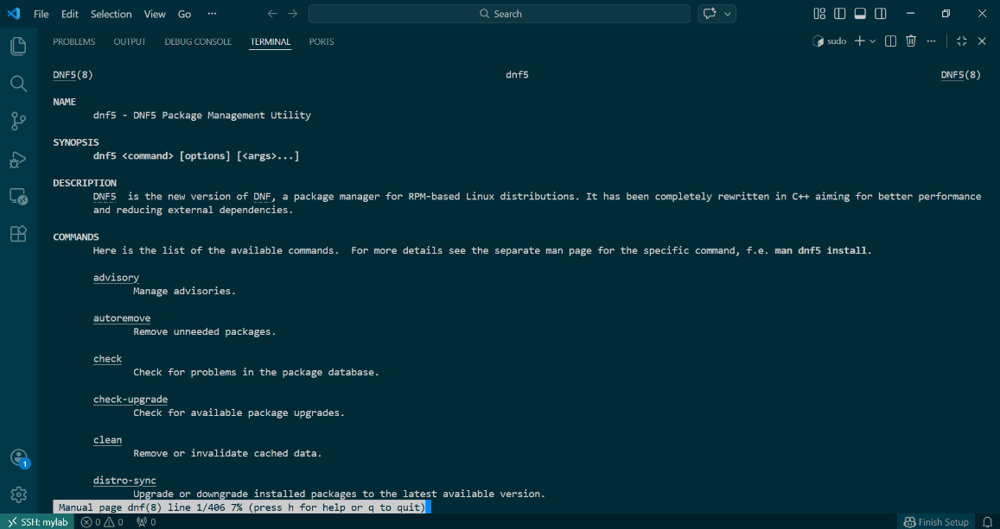 File Edit Selection View Go ··· Search
PROBLEMS OUTPUT DEBUG CONSOLE TERMINAL PORTS sudo
DNF5(8) dnf5 DNF5(8)
NAME
dnf5 - DNF5 Package Management Utility
SYNOPSIS
dnf5 <command> [options] [<args>...]
DESCRIPTION
DNF5  is the new version of DNF, a package manager for RPM-based Linux distributions. It has been completely rewritten in C++ aiming for better performance
and reducing external dependencies.
COMMANDS
Here is the list of the available commands.  For more details see the separate man page for the specific command, f.e. man dnf5 install.
advisory
Manage advisories.
autoremove
Remove unneeded packages.
check
Check for problems in the package database.
check-upgrade
Check for available package upgrades.
clean
Remove or invalidate cached data.
distro-sync
Upgrade or downgrade installed packages to the latest available version.
Manual page dnf(8) line 1/406 7% (press h for help or q to quit)
1
SSH: mylab 0 0 0 Finish Setup